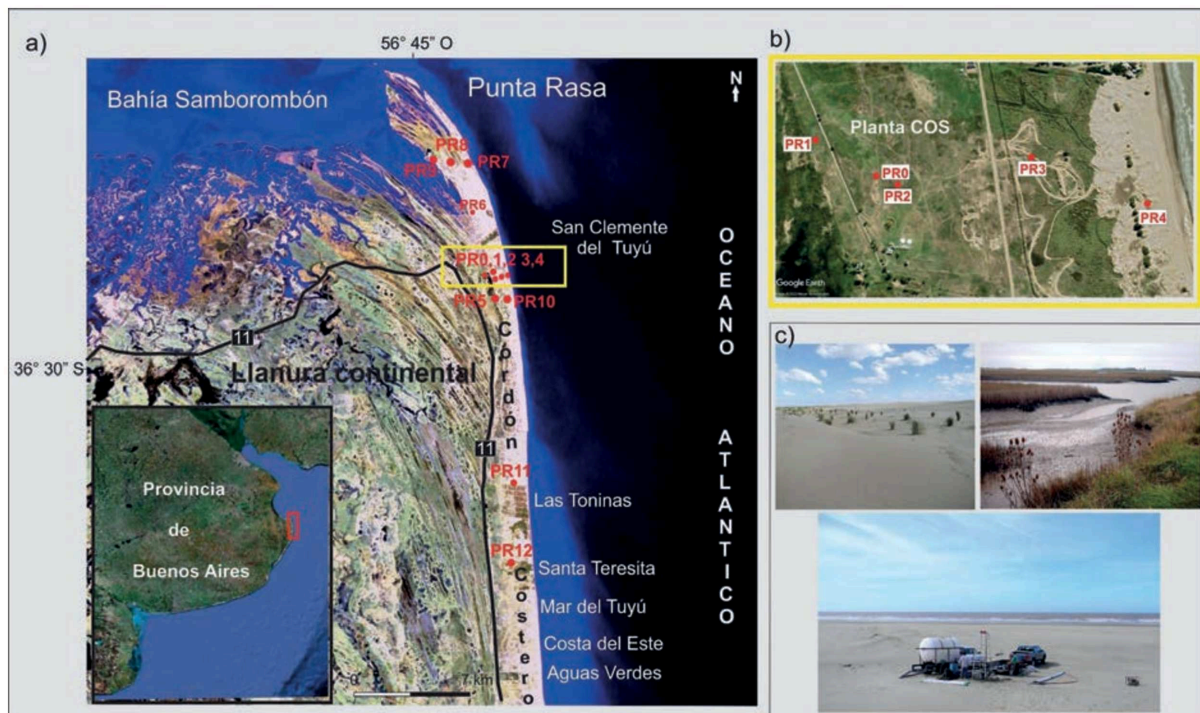 a)
56° 45” O
Bahía Samborombón
Punta Rasa
N
PR8
PR9
PR7
PR6
San Clemente
del Tuyú
PR0,1,2 3,4
PR5
PR10
11
36° 30” S
Llanura continental
Cordón
Costero
11
PR11
Las Toninas
PR12
Santa Teresita
Mar del Tuyú
Costa del Este
Aguas Verdes
0
7 km
OCEANO
ATLANTICO
Provincia
de
Buenos Aires
b)
Planta COS
PR1
PR0
PR2
PR3
PR4
Google Earth
c)